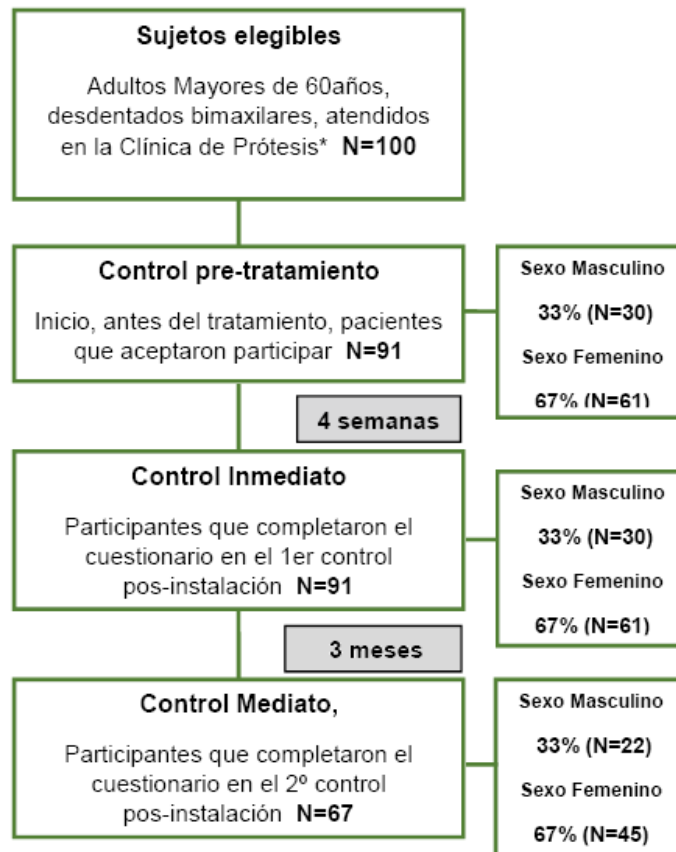 Sujetos elegibles
Adultos Mayores de 60años,
desdentados bimaxilares, atendidos
en la Clínica de Prótesis* N=100
Control pre-tratamiento
Inicio, antes del tratamiento, pacientes
que aceptaron participar N=91
Sexo Masculino
33% (N=30)
Sexo Femenino
67% (N=61)
4 semanas
Control Inmediato
Participantes que completaron el
cuestionario en el 1er control
pos-instalación N=91
Sexo Masculino
33% (N=30)
Sexo Femenino
67% (N=61)
3 meses
Control Mediato,
Participantes que completaron el
cuestionario en el 2º control
pos-instalación N=67
Sexo Masculino
33% (N=22)
Sexo Femenino
67% (N=45)